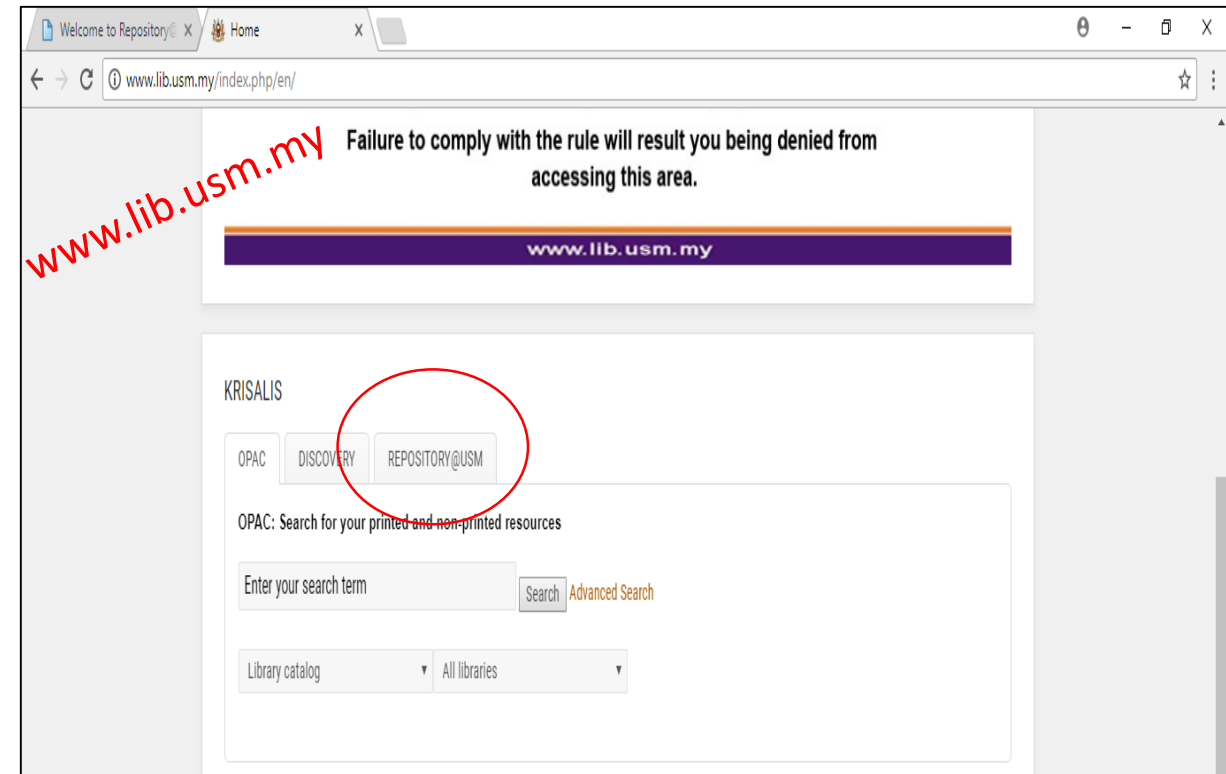 Welcome to Repository@
Home
www.lib.usm.my/index.php/en/
www.lib.usm.my
Failure to comply with the rule will result you being denied from
accessing this area.
www.lib.usm.my
KRISALIS
OPAC DISCOVERY REPOSITORY@USM
OPAC: Search for your printed and non-printed resources
Enter your search term Search Advanced Search
Library catalog All libraries